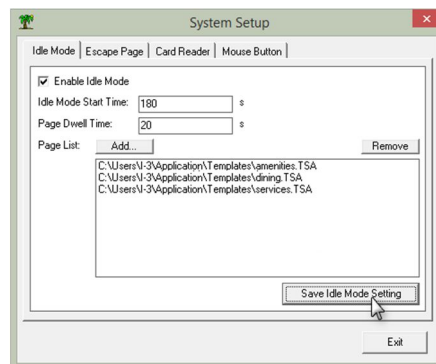 System Setup
Idle Mode Escape Page Card Reader Mouse Button
Enable Idle Mode
Idle Mode Start Time: 180 s
Page Dwell Time: 20 s
Page List: Add... Remove
C:\Users\I-3\Application\Templates\amenities.TSA
C:\Users\I-3\Application\Templates\dining.TSA
C:\Users\I-3\Application\Templates\services.TSA
Save Idle Mode Setting
Exit